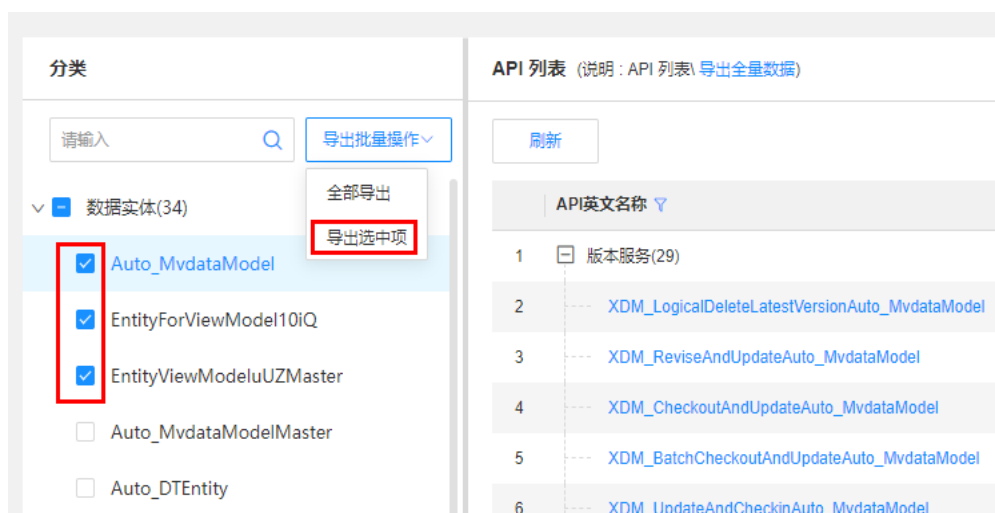 分类
请输入
导出批量操作
全部导出
导出选中项
数据实体(34)
Auto_MvdataModel
EntityForViewModel10iQ
EntityViewModeluUZMaster
Auto_MvdataModelMaster
Auto_DTEntity
API 列表 (说明 : API 列表\ 导出全量数据)
刷新
API英文名称
1 版本服务(29)
2 XDM_LogicalDeleteLatestVersionAuto_MvdataModel
3 XDM_ReviseAndUpdateAuto_MvdataModel
4 XDM_CheckoutAndUpdateAuto_MvdataModel
5 XDM_BatchCheckoutAndUpdateAuto_MvdataModel
6 XDM_UpdateAndCheckinAuto_MvdataModel